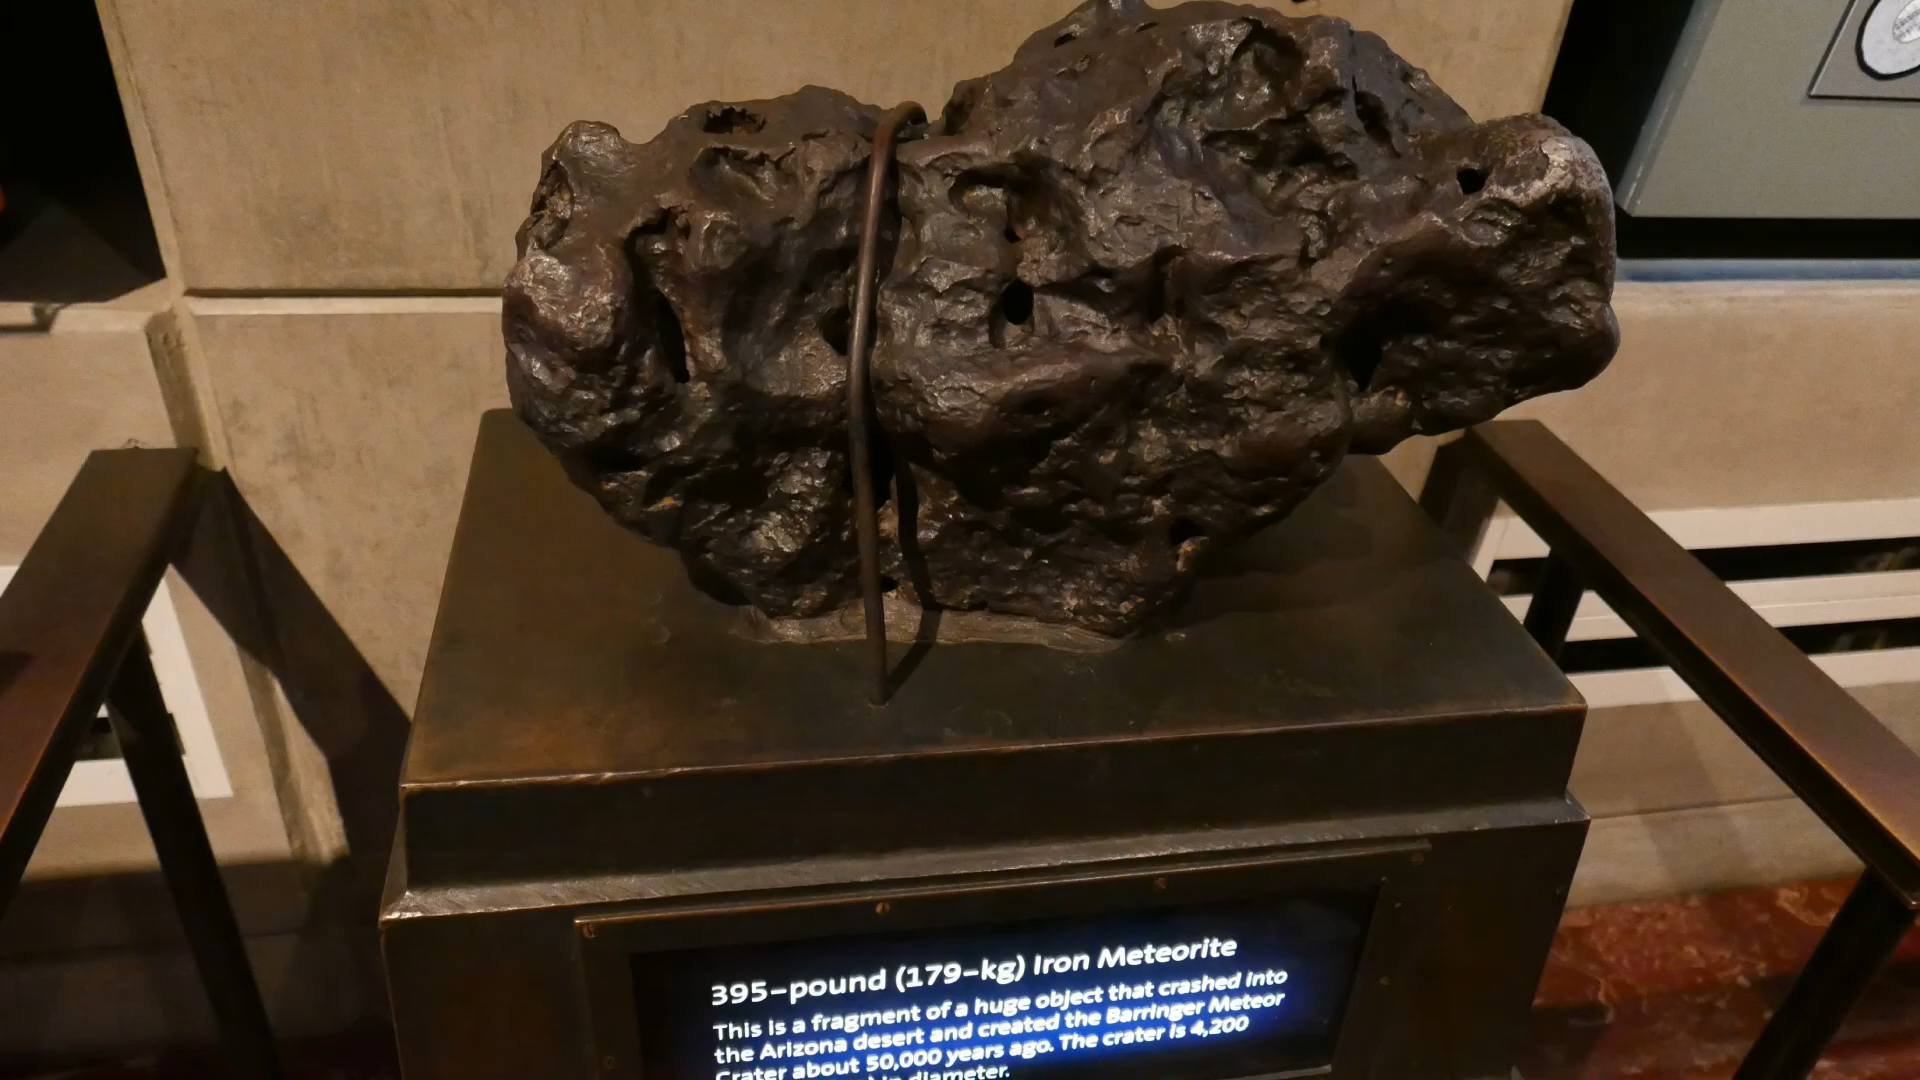 395-pound (179-kg) Iron Meteorite
This is a fragment of a huge object that crashed into
the Arizona desert and created the Barringer Meteor
Crater about 50,000 years ago. The crater is 4,200
in diameter.